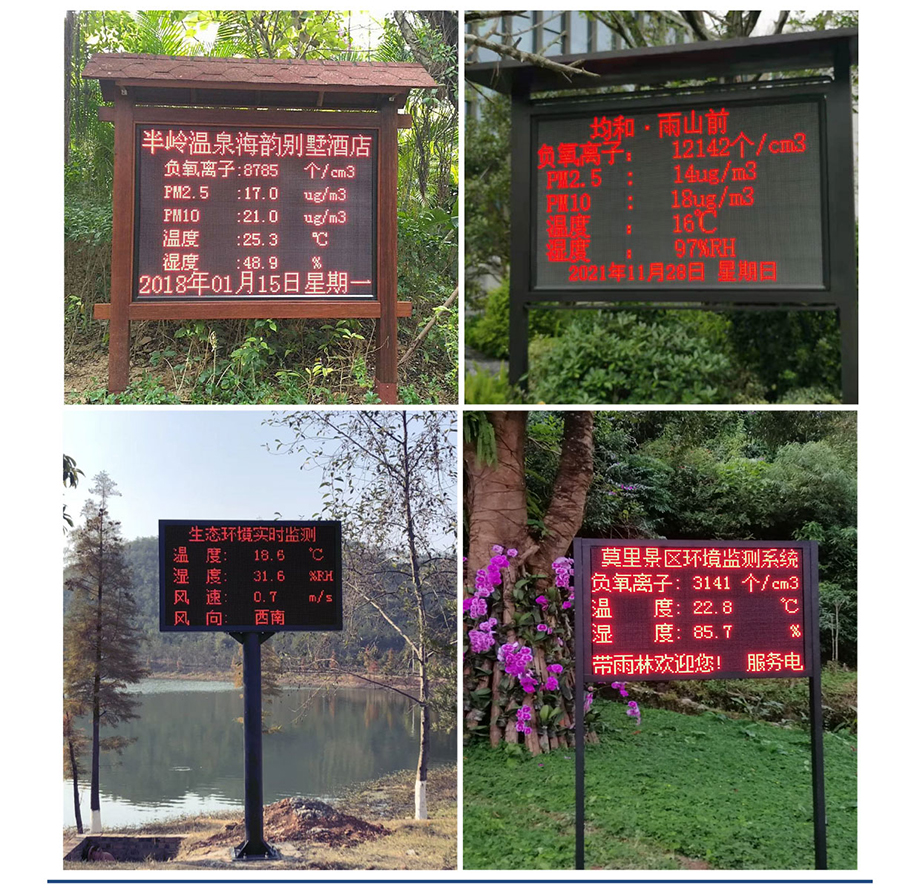 半岭温泉海韵别墅酒店
负氧离子:8785 个/cm3
PM2.5 :17.0 ug/m3
PM10 :21.0 ug/m3
温度 :25.3 ℃
湿度 :48.9 %
2018年01月15日星期一
均和·雨山前
负氧离子: 12142个/cm3
PM2.5 : 14ug/m3
PM10 : 18ug/m3
温度 : 16℃
湿度 : 97%RH
2021年11月28日 星期日
生态环境实时监测
温 度: 18.6 ℃
湿 度: 31.6 %RH
风 速: 0.7 m/s
风 向: 西南
莫里景区环境监测系统
负氧离子: 3141 个/cm3
温 度: 22.8 ℃
湿 度: 85.7 %
带雨林欢迎您! 服务电